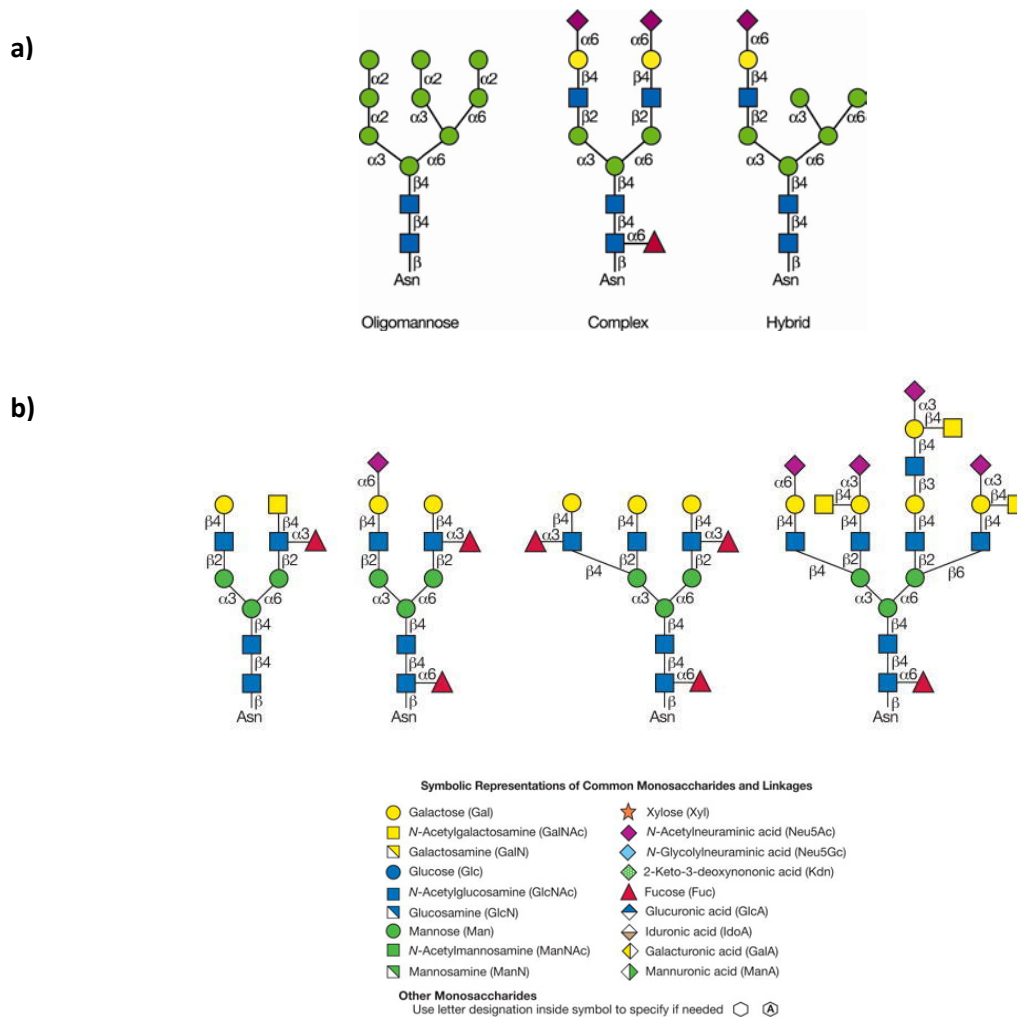 a)
α6 α6 α6
α2 α2 α2 β4 β4 β4
α2 α3 α6 β2 β2 β2 α3 α6
α3 α6 α3 α6 α3 α6
β4 β4 β4
β4 β4 α6 β4
β β β
Asn Asn Asn
Oligomannose Complex Hybrid
b)
α3
β4
β4
α6 α6 α3 β3 α3
β4 β4
β4 β4 β4 β4 β4 β4 β4 β4 β4 β4 β4
α3 α3 α3 α3
β2 β2 β2 β2 β4 β2 β2 β4 β2 β2 β6
α3 α6 α3 α6 α3 α6 α3 α6
β4 β4 β4 β4
β4 β4 α6 β4 α6 β4 α6
β β β β
Asn Asn Asn Asn
Symbolic Representations of Common Monosaccharides and Linkages
Galactose (Gal) Xylose (Xyl)
N-Acetylgalactosamine (GalNAc) N-Acetylneuraminic acid (Neu5Ac)
Galactosamine (GalN) N-Glycolylneuraminic acid (Neu5Gc)
Glucose (Glc) 2-Keto-3-deoxynononic acid (Kdn)
N-Acetylglucosamine (GlcNAc) Fucose (Fuc)
Glucosamine (GlcN) Glucuronic acid (GlcA)
Mannose (Man) Iduronic acid (IdoA)
N-Acetylmannosamine (ManNAc) Galacturonic acid (GalA)
Mannosamine (ManN) Mannuronic acid (ManA)
Other Monosaccharides
Use letter designation inside symbol to specify if needed A